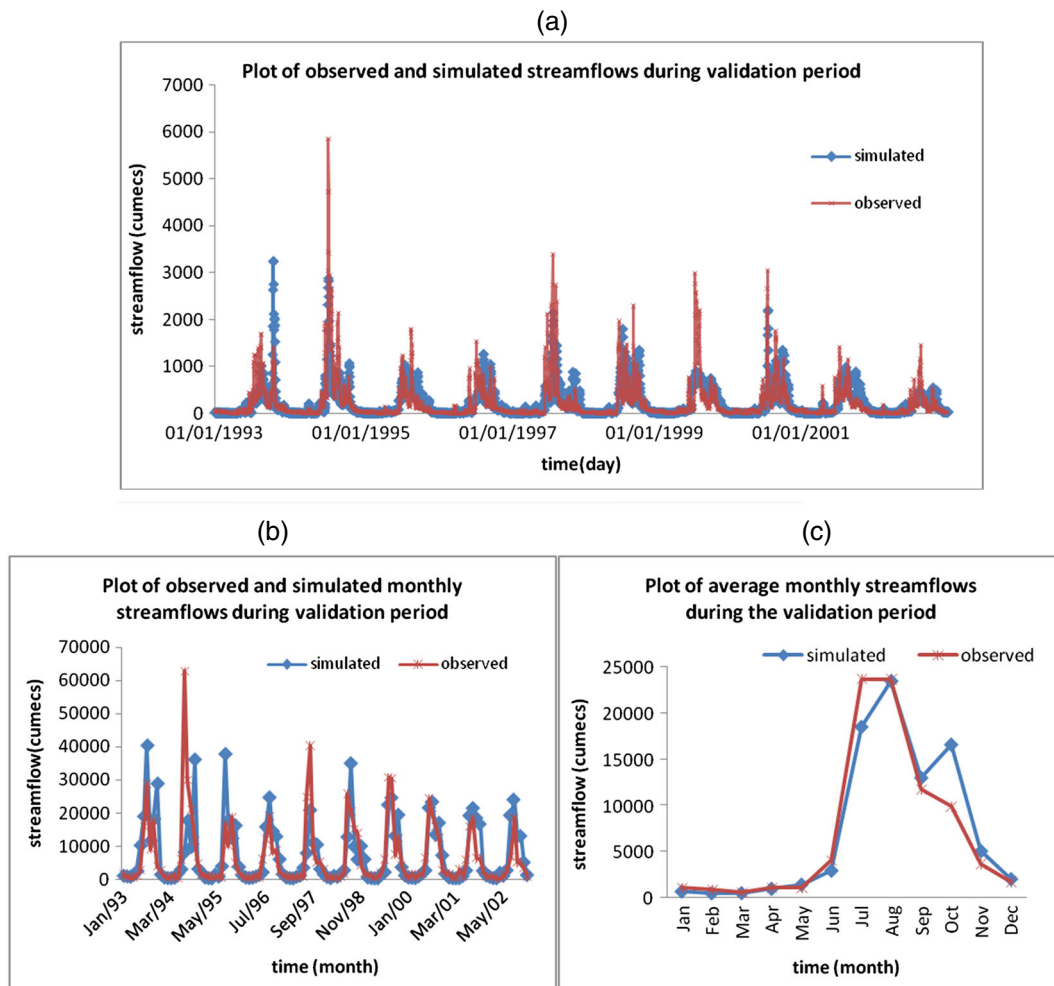 (a)
Plot of observed and simulated streamflows during validation period
7000
6000
5000
4000
3000
2000
1000
0
streamflow (cumecs)
simulated
observed
01/01/1993 01/01/1995 01/01/1997 01/01/1999 01/01/2001
time(day)
(b)
Plot of observed and simulated monthly
streamflows during validation period
70000
60000
50000
40000
30000
20000
10000
0
streamflow(cumecs)
simulated observed
Jan/93 Mar/94 May/95 Jul/96 Sep/97 Nov/98 Jan/00 Mar/01 May/02
time (month)
(c)
Plot of average monthly streamflows
during the validation period
simulated observed
25000
20000
15000
10000
5000
0
streamflow (cumecs)
Jan Feb Mar Apr May Jun Jul Aug Sep Oct Nov Dec
time (month)